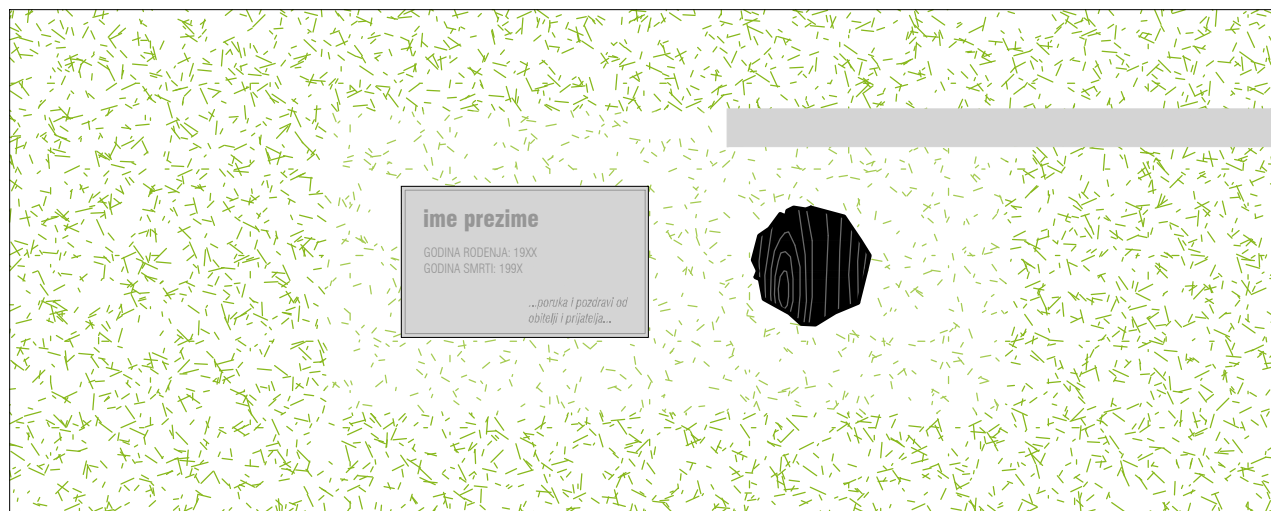 ime prezime
GODINA RODENJA: 19XX
GODINA SMRTI: 199X
...poruka i pozdravi od
obitelji i prijatelja...